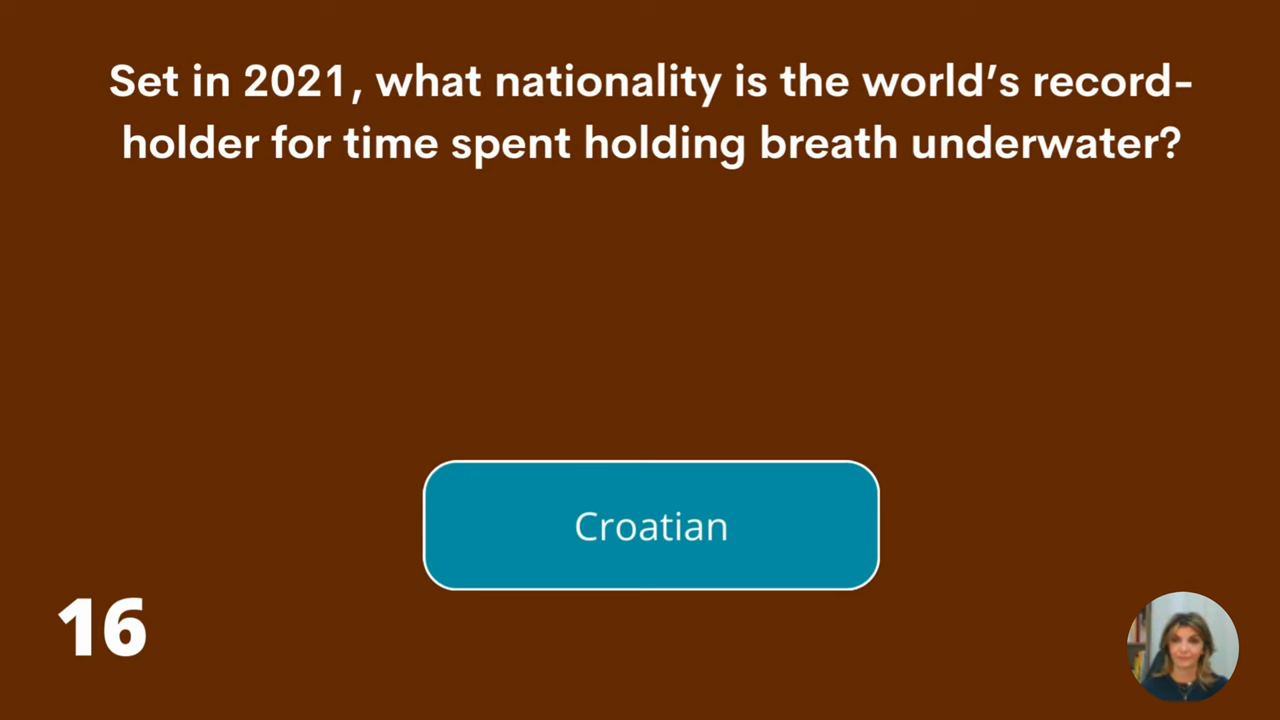 Set in 2021, what nationality is the world’s record-
holder for time spent holding breath underwater?
Croatian
16